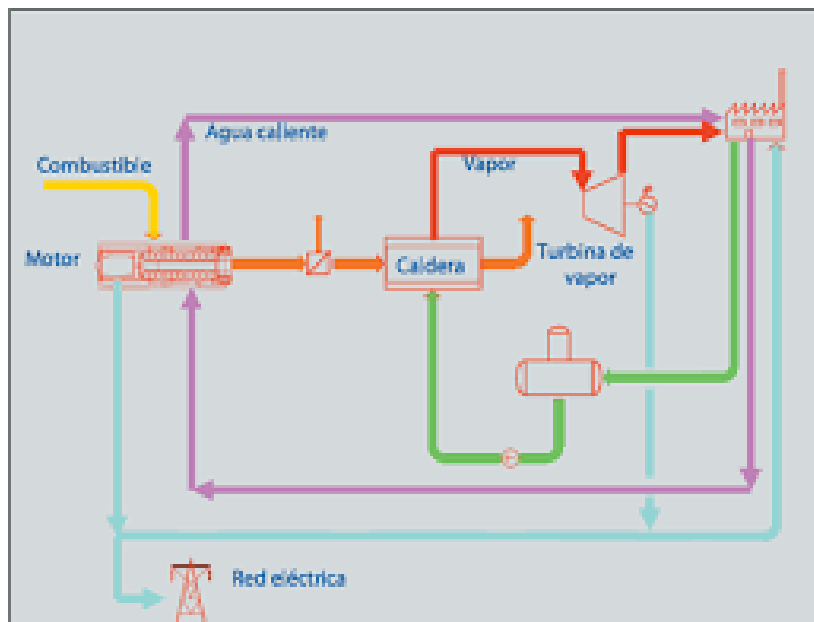 Agua caliente
Combustible
Vapor
Motor
Caldera
Turbina de
vapor
Red eléctrica